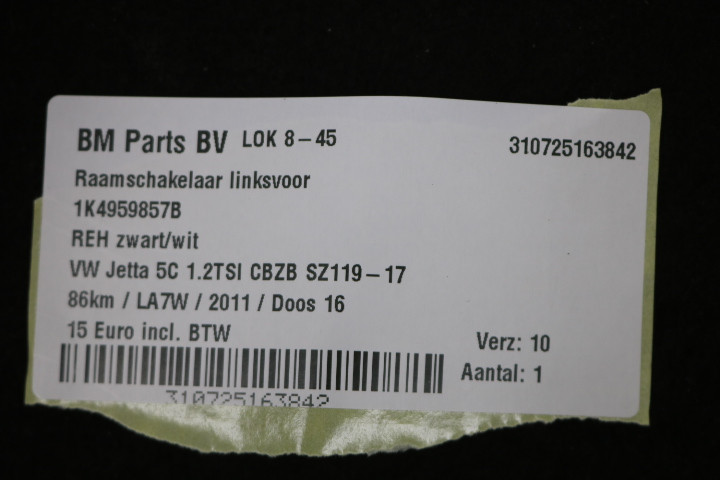 BM Parts BV LOK 8-45 310725163842
Raamschakelaar linksvoor
1K4959857B
REH zwart/wit
VW Jetta 5C 1.2TSI CBZB SZ119-17
86km / LA7W / 2011 / Doos 16
15 Euro incl. BTW
Verz: 10
Aantal: 1
310725163842